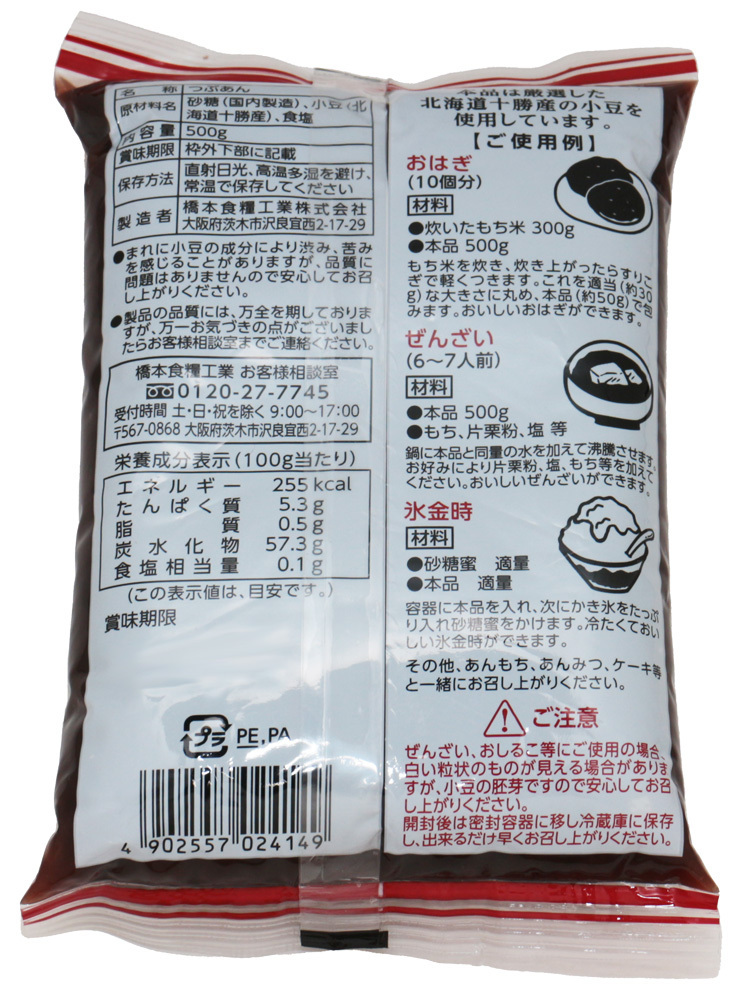 名称 つぶあん
原材料名 砂糖(国内製造)、小豆(北
海道十勝産)、食塩
内容量 500g
賞味期限 枠外下部に記載
保存方法 直射日光、高温多湿を避け、
常温で保存してください
製造者 橋本食糧工業株式会社
大阪府茨木市沢良宜西2-17-29
●まれに小豆の成分により渋み、苦み
を感じることがありますが、品質に
問題はありませんので安心してお召
し上がりください。
●製品の品質には、万全を期しておりま
すが、万一お気づきの点がございまし
たらお客様相談室までご連絡ください。
橋本食糧工業 お客様相談室
0120-27-7745
受付時間 土・日・祝を除く 9:00〜17:00
〒567-0868 大阪府茨木市沢良宜西2-17-29
栄養成分表示(100g当たり)
エネルギー 255 kcal
たんぱく質 5.3 g
脂質 0.5 g
炭水化物 57.3 g
食塩相当量 0.1 g
(この表示値は、目安です。)
賞味期限
プラ PE,PA
4 902557 024149
本品は厳選した
北海道十勝産の小豆を
使用しています。
【ご使用例】
おはぎ
(10個分)
材料
●炊いたもち米 300g
●本品 500g
もち米を炊き、炊き上がったらすりこ
ぎで軽くつきます。これを適当(約30
g)な大きさに丸め、本品(約50g)で包
みます。おいしいおはぎができます。
ぜんざい
(6〜7人前)
材料
●本品 500g
●もち、片栗粉、塩 等
鍋に本品と同量の水を加えて沸騰させます。
お好みにより片栗粉、塩、もち等を加えて
ください。おいしいぜんざいができます。
氷金時
材料
●砂糖蜜 適量
●本品 適量
容器に本品を入れ、次にかき氷をたっぷ
り入れ砂糖蜜をかけます。冷たくておい
しい氷金時ができます。
その他、あんもち、あんみつ、ケーキ等
と一緒にお召し上がりください。
ご注意
ぜんざい、おしるこ等にご使用の場合、
白い粒状のものが見える場合がありま
すが、小豆の胚芽ですので安心してお召
し上がりください。
開封後は密封容器に移し冷蔵庫に保存
し、出来るだけ早くお召し上がりください。